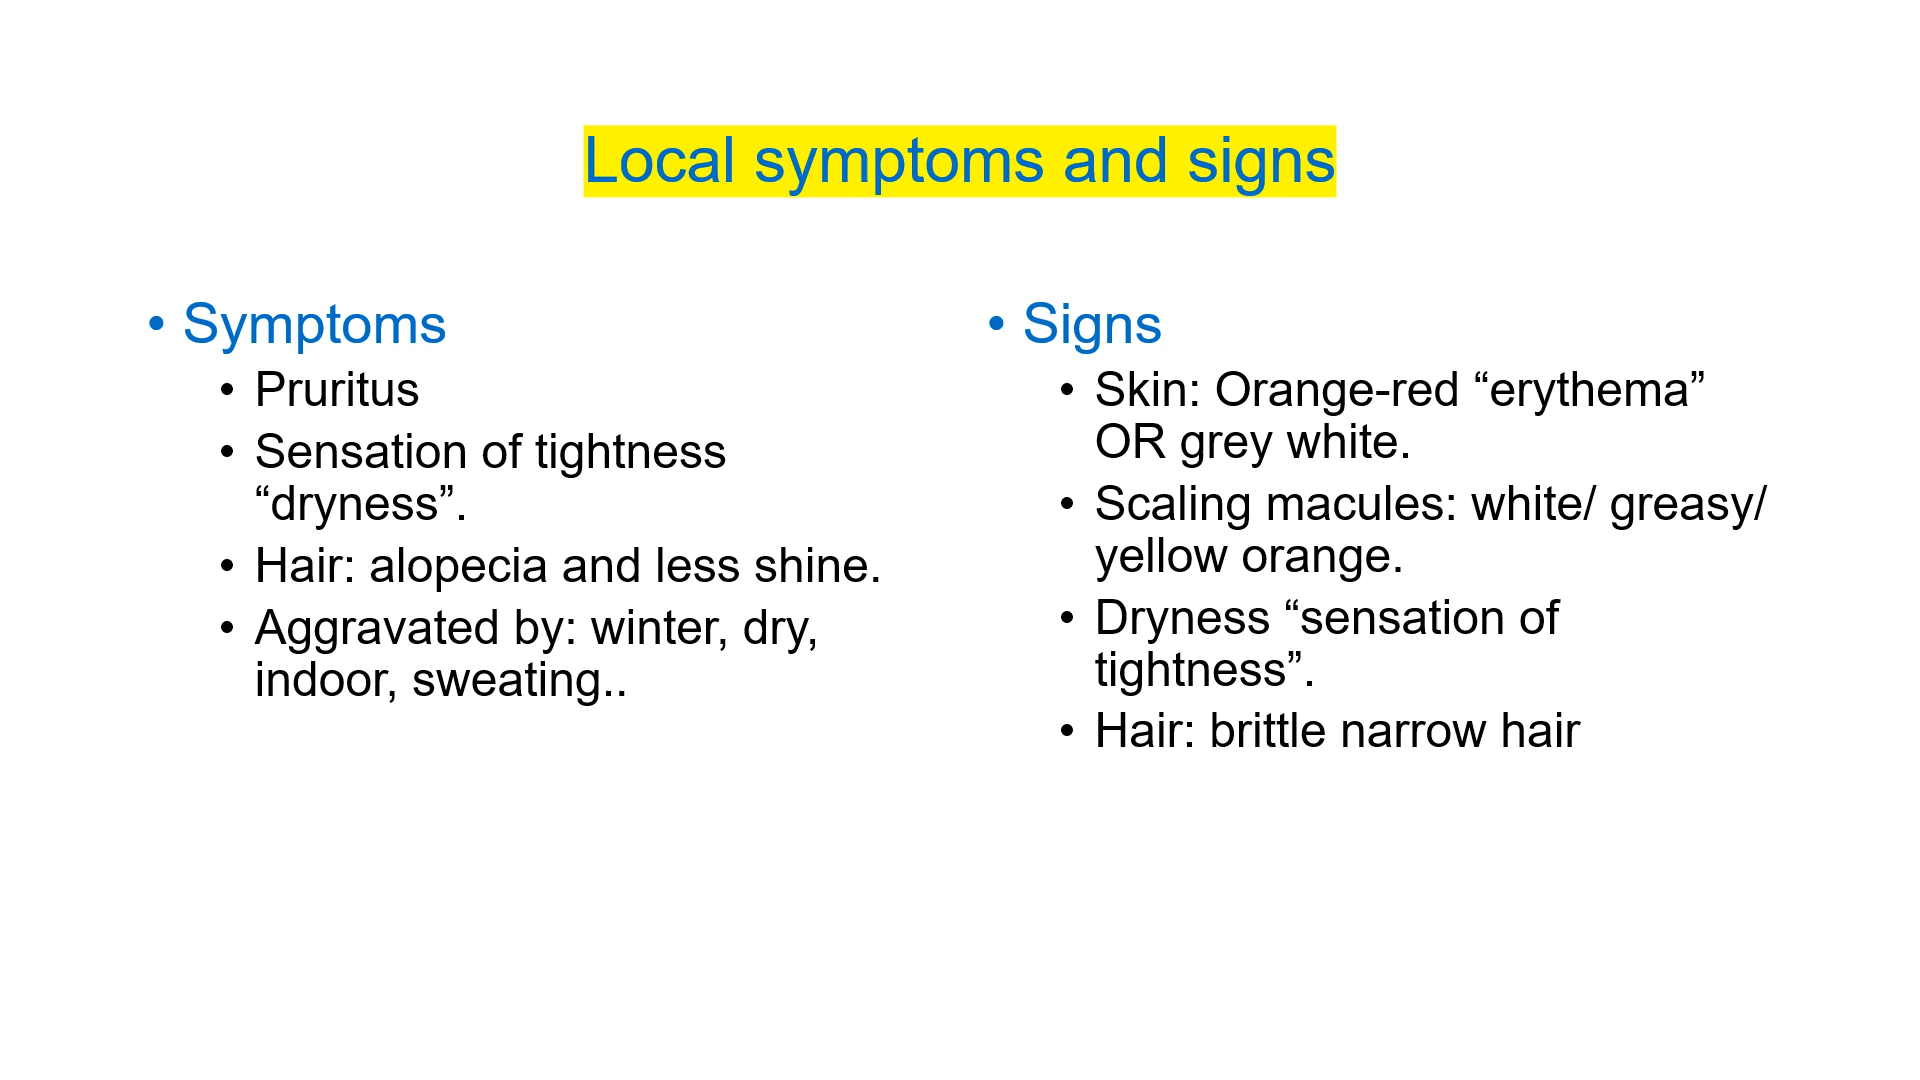 Local symptoms and signs
• Symptoms
• Pruritus
• Sensation of tightness
“dryness”.
• Hair: alopecia and less shine.
• Aggravated by: winter, dry,
indoor, sweating..
• Signs
• Skin: Orange-red “erythema”
OR grey white.
• Scaling macules: white/ greasy/
yellow orange.
• Dryness “sensation of
tightness”.
• Hair: brittle narrow hair